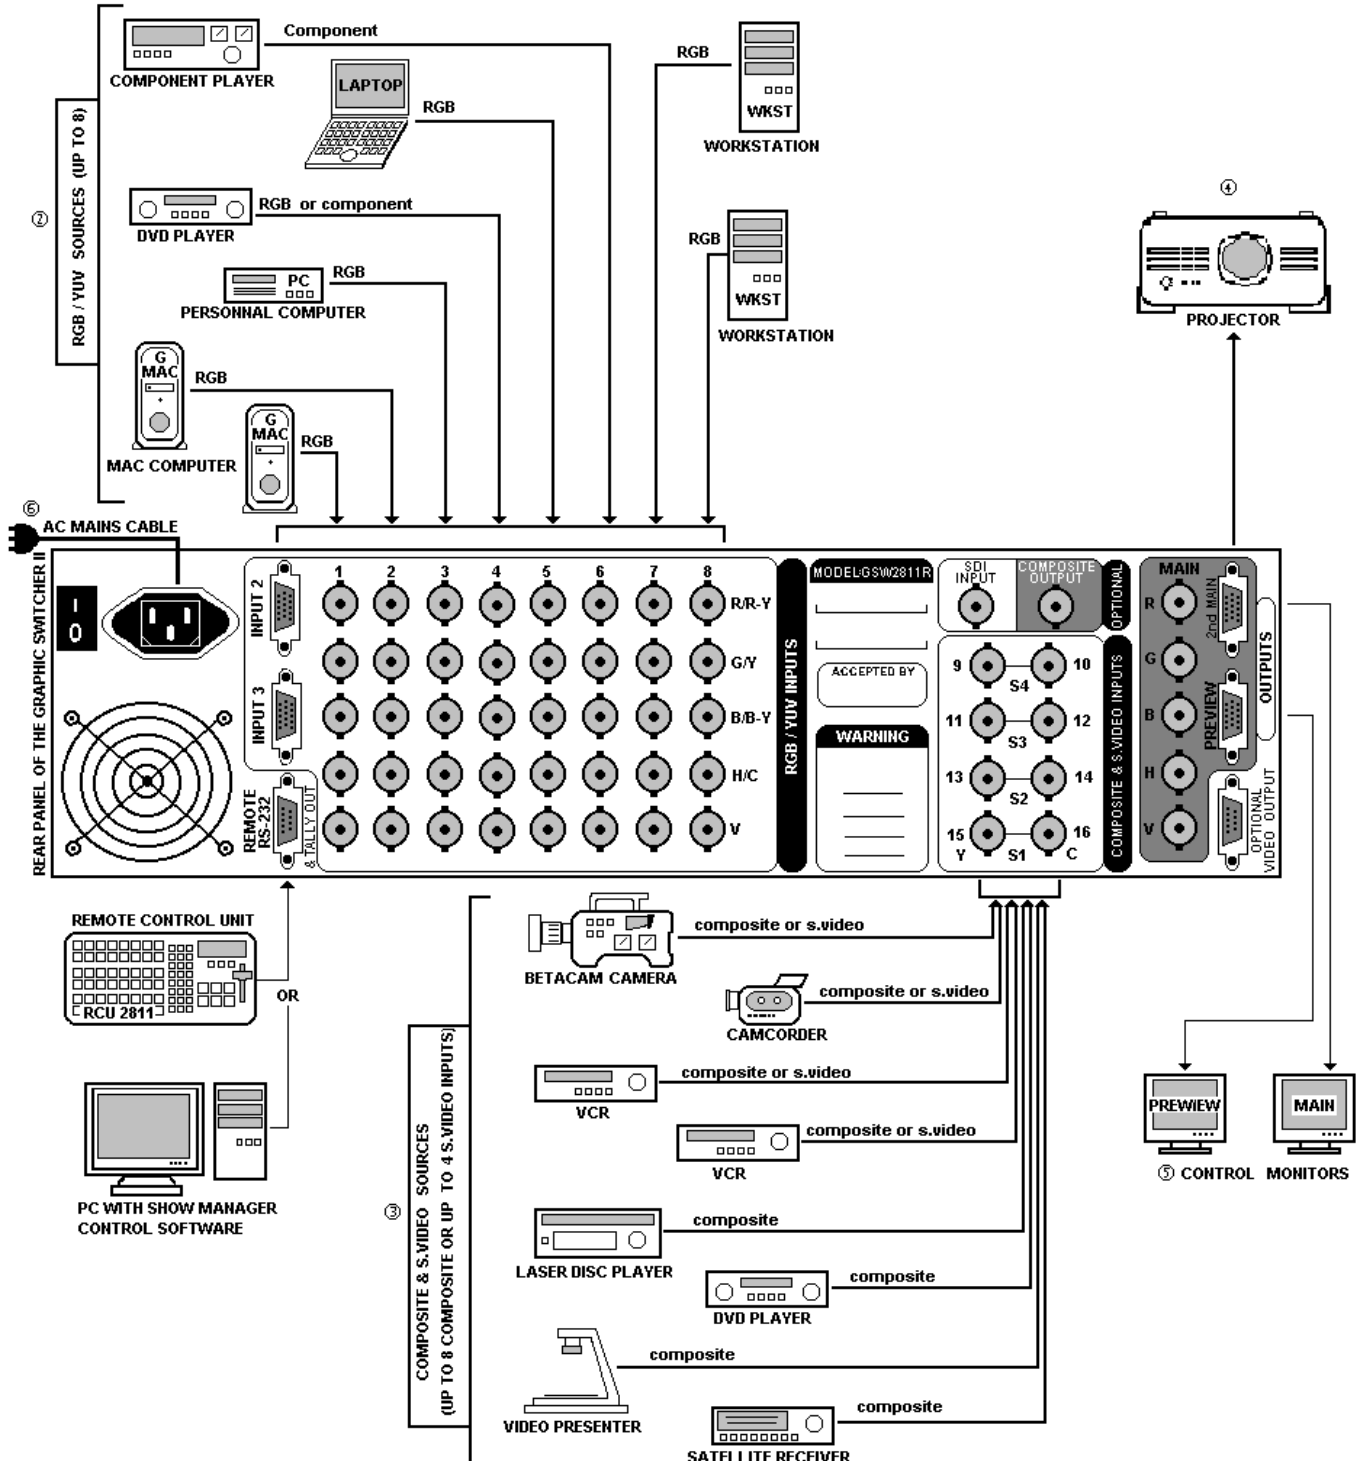 Component
COMPONENT PLAYER
LAPTOP
RGB
RGB
WKST
WORKSTATION
② RGB / YUV SOURCES (UP TO 8)
RGB or component
DVD PLAYER
RGB
WKST
WORKSTATION
④
PROJECTOR
PC
RGB
PERSONNAL COMPUTER
G
MAC
RGB
MAC COMPUTER
G
MAC
RGB
⑥
AC MAINS CABLE
REAR PANEL OF THE GRAPHIC SWITCHER II
I
O
INPUT 2
INPUT 3
REMOTE
RS-232
& TALLY OUT
1 2 3 4 5 6 7 8
R/R-Y
G/Y
B/B-Y
H/C
V
RGB / YUV INPUTS
MODEL:GSW2811R
ACCEPTED BY
WARNING
SDI
INPUT
COMPOSITE
OUTPUT
OPTIONAL
9 10
S4
11 12
S3
13 14
S2
15 16
Y S1 C
COMPOSITE & S.VIDEO INPUTS
MAIN
R
G
B
H
V
2nd MAIN
PREVIEW
OUTPUTS
OPTIONAL
VIDEO OUTPUT
REMOTE CONTROL UNIT
RCU 2811
OR
PC WITH SHOW MANAGER
CONTROL SOFTWARE
③
COMPOSITE & S.VIDEO SOURCES
(UP TO 8 COMPOSITE OR UP TO 4 S.VIDEO INPUTS)
composite or s.video
BETACAM CAMERA
composite or s.video
CAMCORDER
composite or s.video
VCR
composite or s.video
VCR
composite
LASER DISC PLAYER
composite
DVD PLAYER
composite
VIDEO PRESENTER
composite
SATELLITE RECEIVER
PREWIEW
MAIN
⑤ CONTROL MONITORS